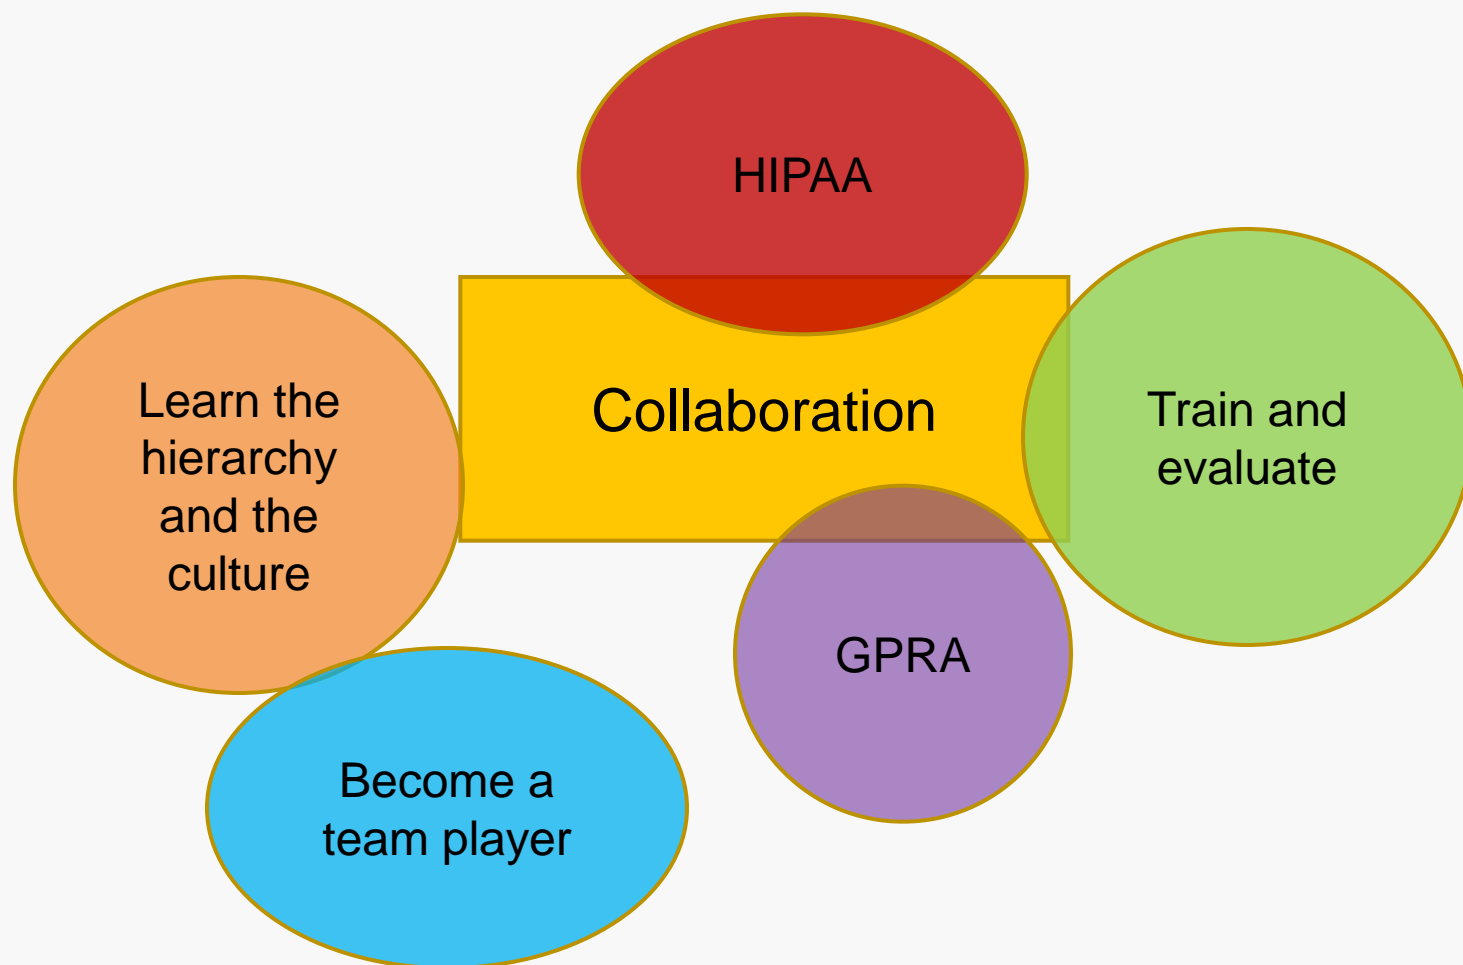 HIPAA
Learn the
hierarchy
and the
culture
Collaboration
Train and
evaluate
GPRA
Become a
team player